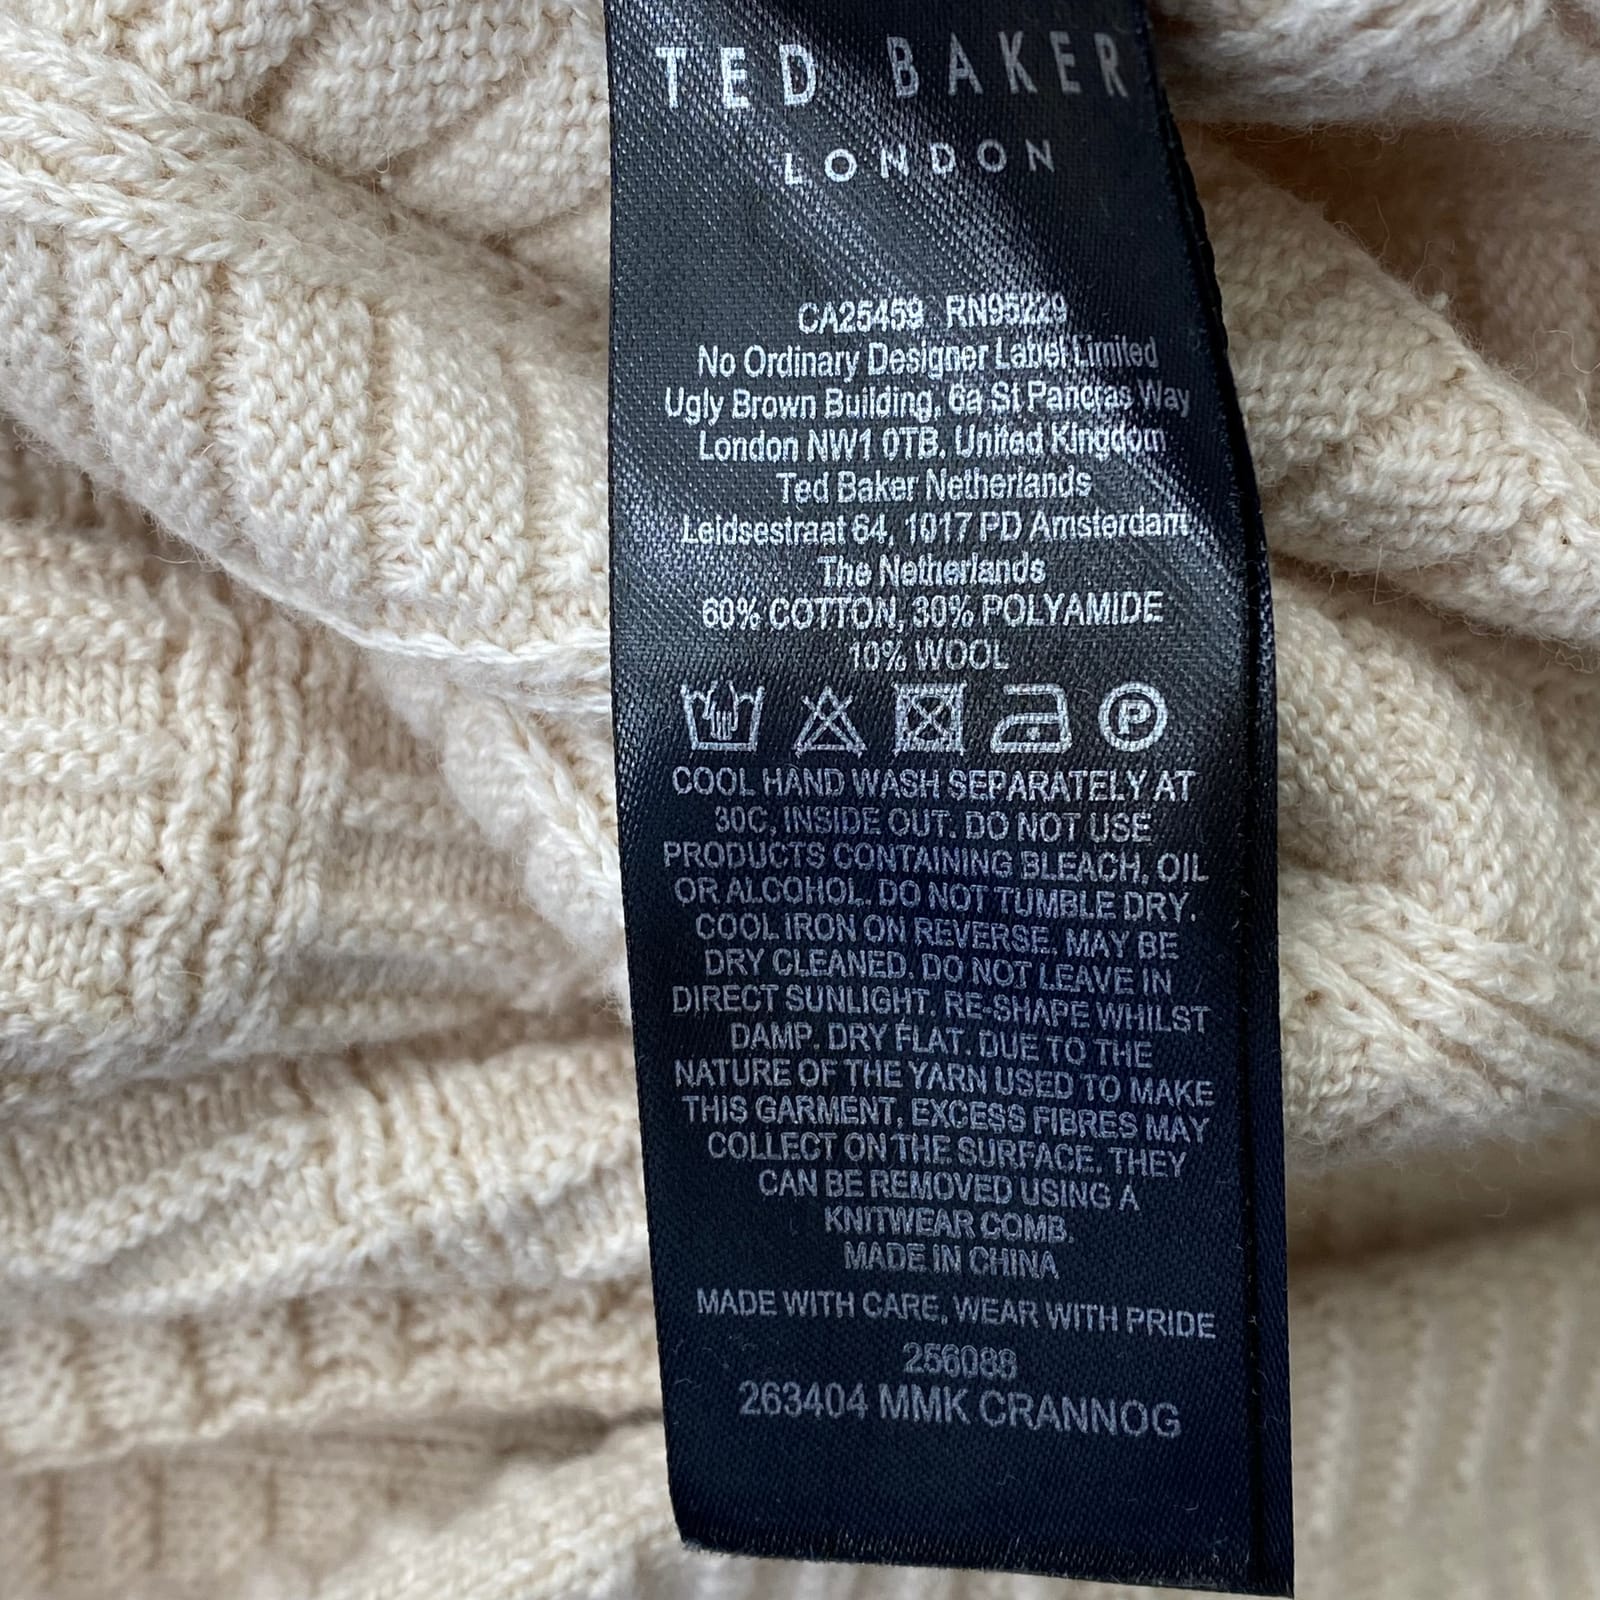 TED BAKER
LONDON
CA25459 RN95229
No Ordinary Designer Label Limited
Ugly Brown Building, 6a St Pancras Way
London NW1 0TB. United Kingdom
Ted Baker Netherlands
Leidsestraat 64, 1017 PD Amsterdam
The Netherlands
60% COTTON, 30% POLYAMIDE
10% WOOL
P
COOL HAND WASH SEPARATELY AT
30C, INSIDE OUT. DO NOT USE
PRODUCTS CONTAINING BLEACH, OIL
OR ALCOHOL. DO NOT TUMBLE DRY.
COOL IRON ON REVERSE. MAY BE
DRY CLEANED. DO NOT LEAVE IN
DIRECT SUNLIGHT. RE-SHAPE WHILST
DAMP. DRY FLAT. DUE TO THE
NATURE OF THE YARN USED TO MAKE
THIS GARMENT, EXCESS FIBRES MAY
COLLECT ON THE SURFACE. THEY
CAN BE REMOVED USING A
KNITWEAR COMB.
MADE IN CHINA
MADE WITH CARE, WEAR WITH PRIDE
256088
263404 MMK CRANNOG